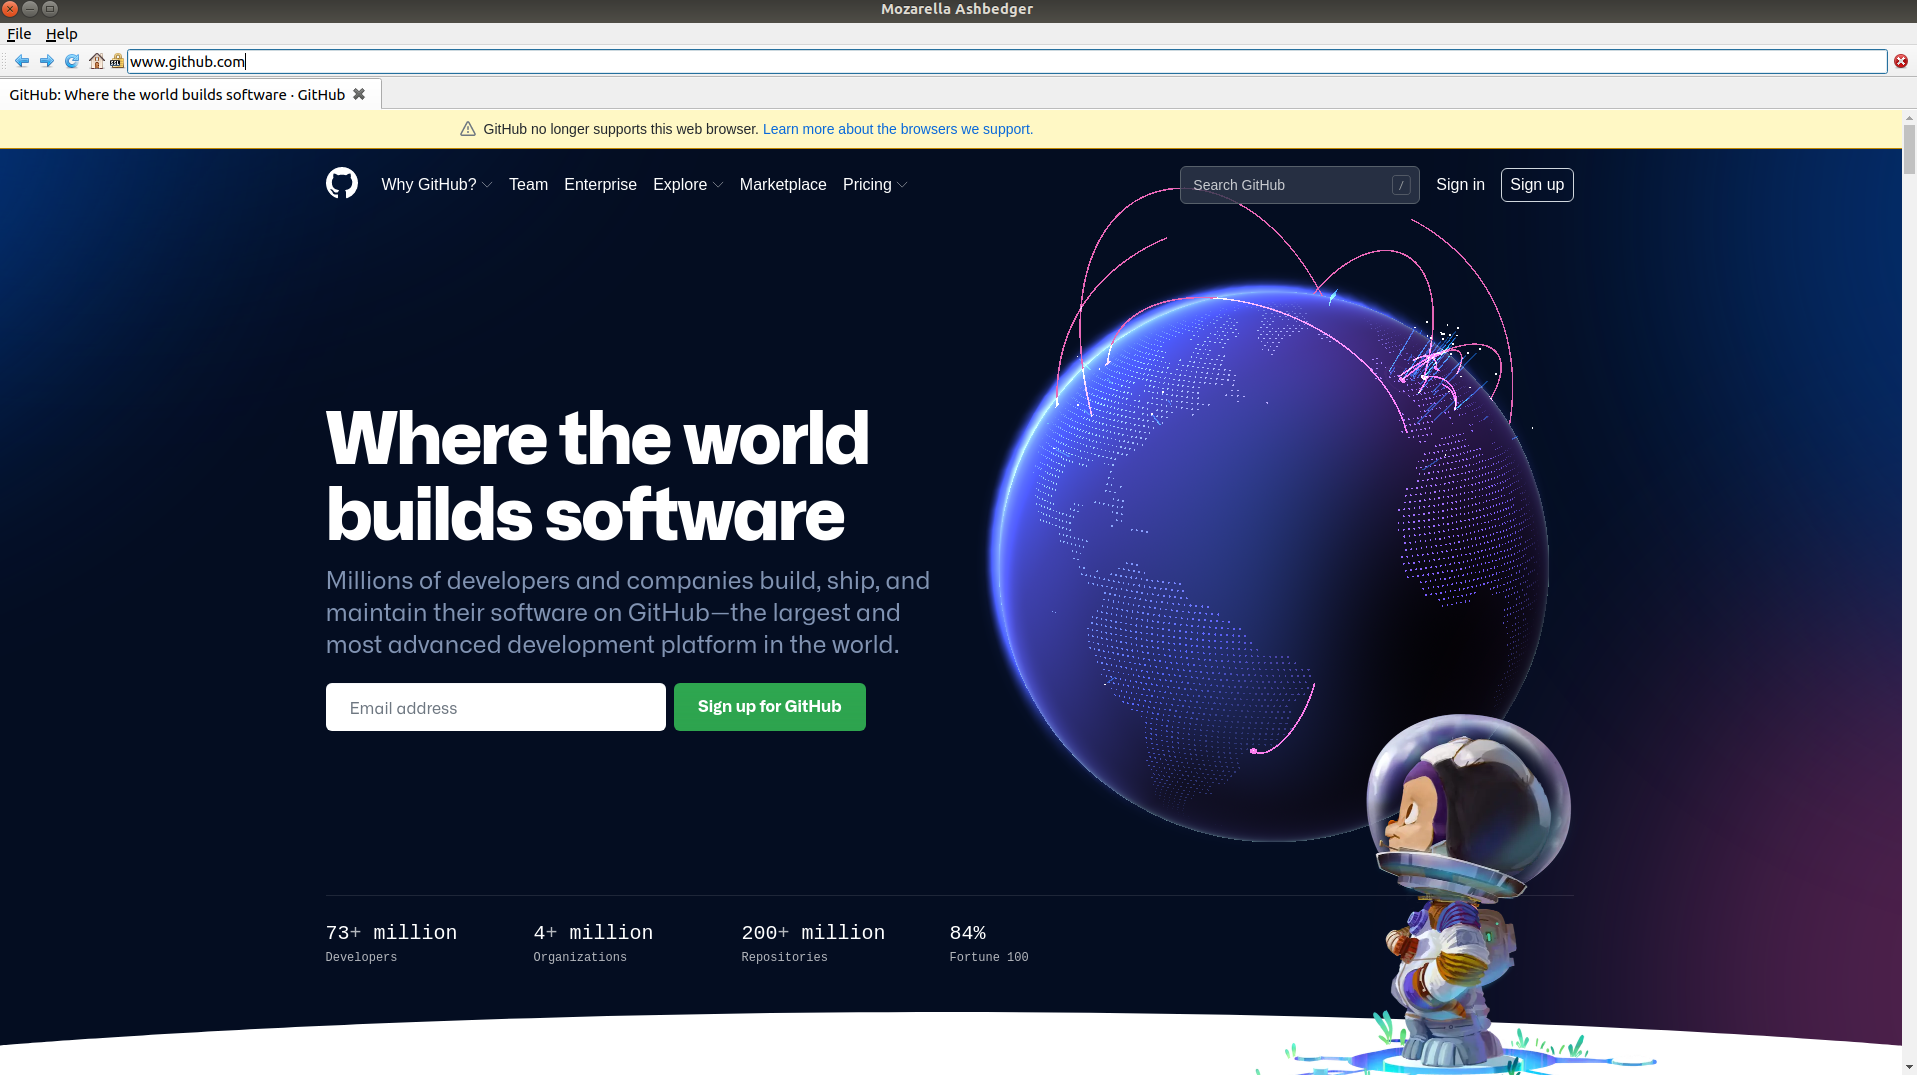 Mozarella Ashbedger
File Help
www.github.com
GitHub: Where the world builds software · GitHub
GitHub no longer supports this web browser. Learn more about the browsers we support.
Why GitHub? Team Enterprise Explore Marketplace Pricing Search GitHub / Sign in Sign up
Where the world
builds software
Millions of developers and companies build, ship, and
maintain their software on GitHub—the largest and
most advanced development platform in the world.
Email address Sign up for GitHub
73+ million 4+ million 200+ million 84%
Developers Organizations Repositories Fortune 100